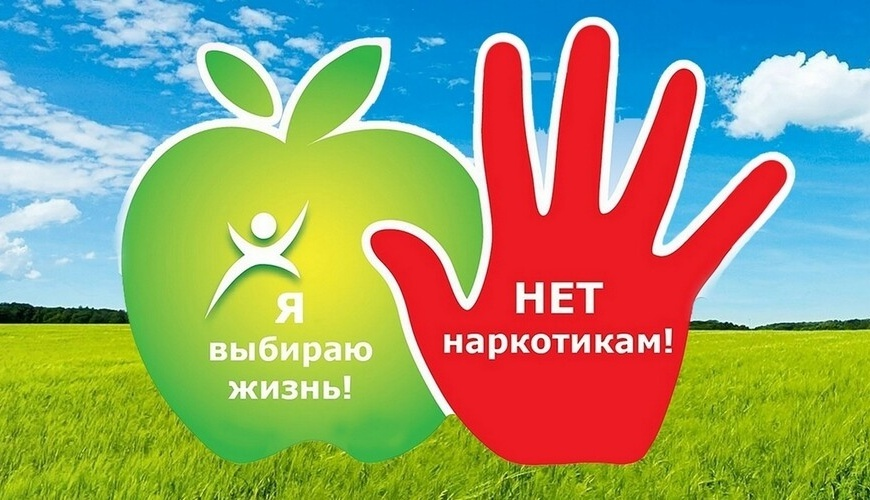 Я
выбираю
жизнь!
НЕТ
наркотикам!